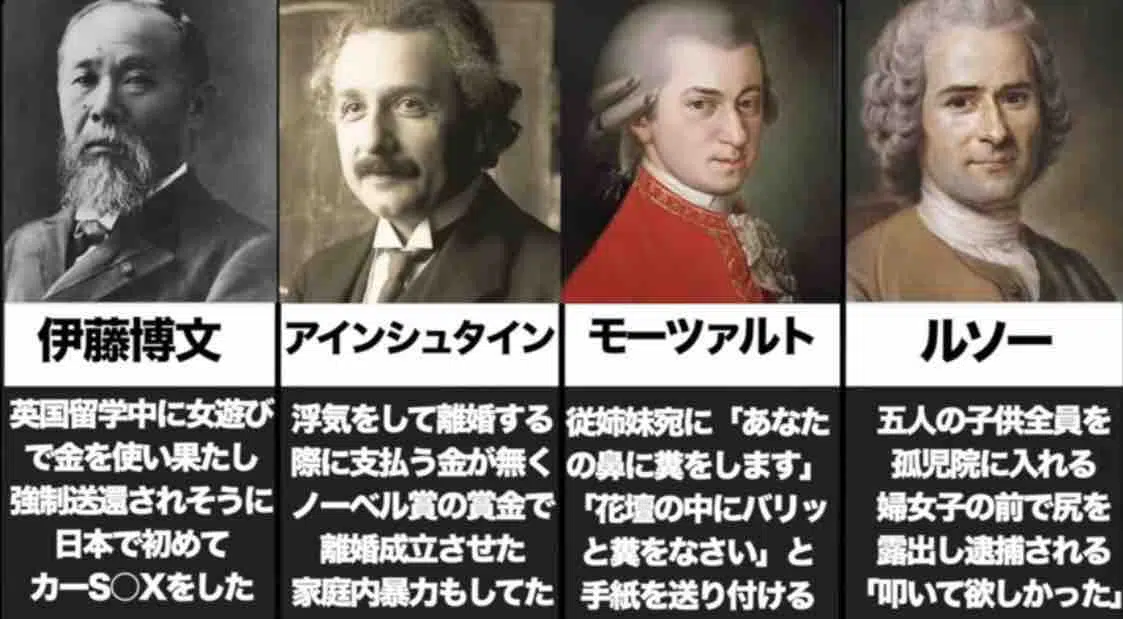 伊藤博文
英国留学中に女遊び
で金を使い果たし
強制送還されそうに
日本で初めて
カーS○Xをした
アインシュタイン
浮気をして離婚する
際に支払う金が無く
ノーベル賞の賞金で
離婚成立させた
家庭内暴力もしてた
モーツァルト
従姉妹宛に「あなた
の鼻に糞をします」
「花壇の中にバリッ
と糞をなさい」と
手紙を送り付ける
ルソー
五人の子供全員を
孤児院に入れる
婦女子の前で尻を
露出し逮捕される
「叩いて欲しかった」